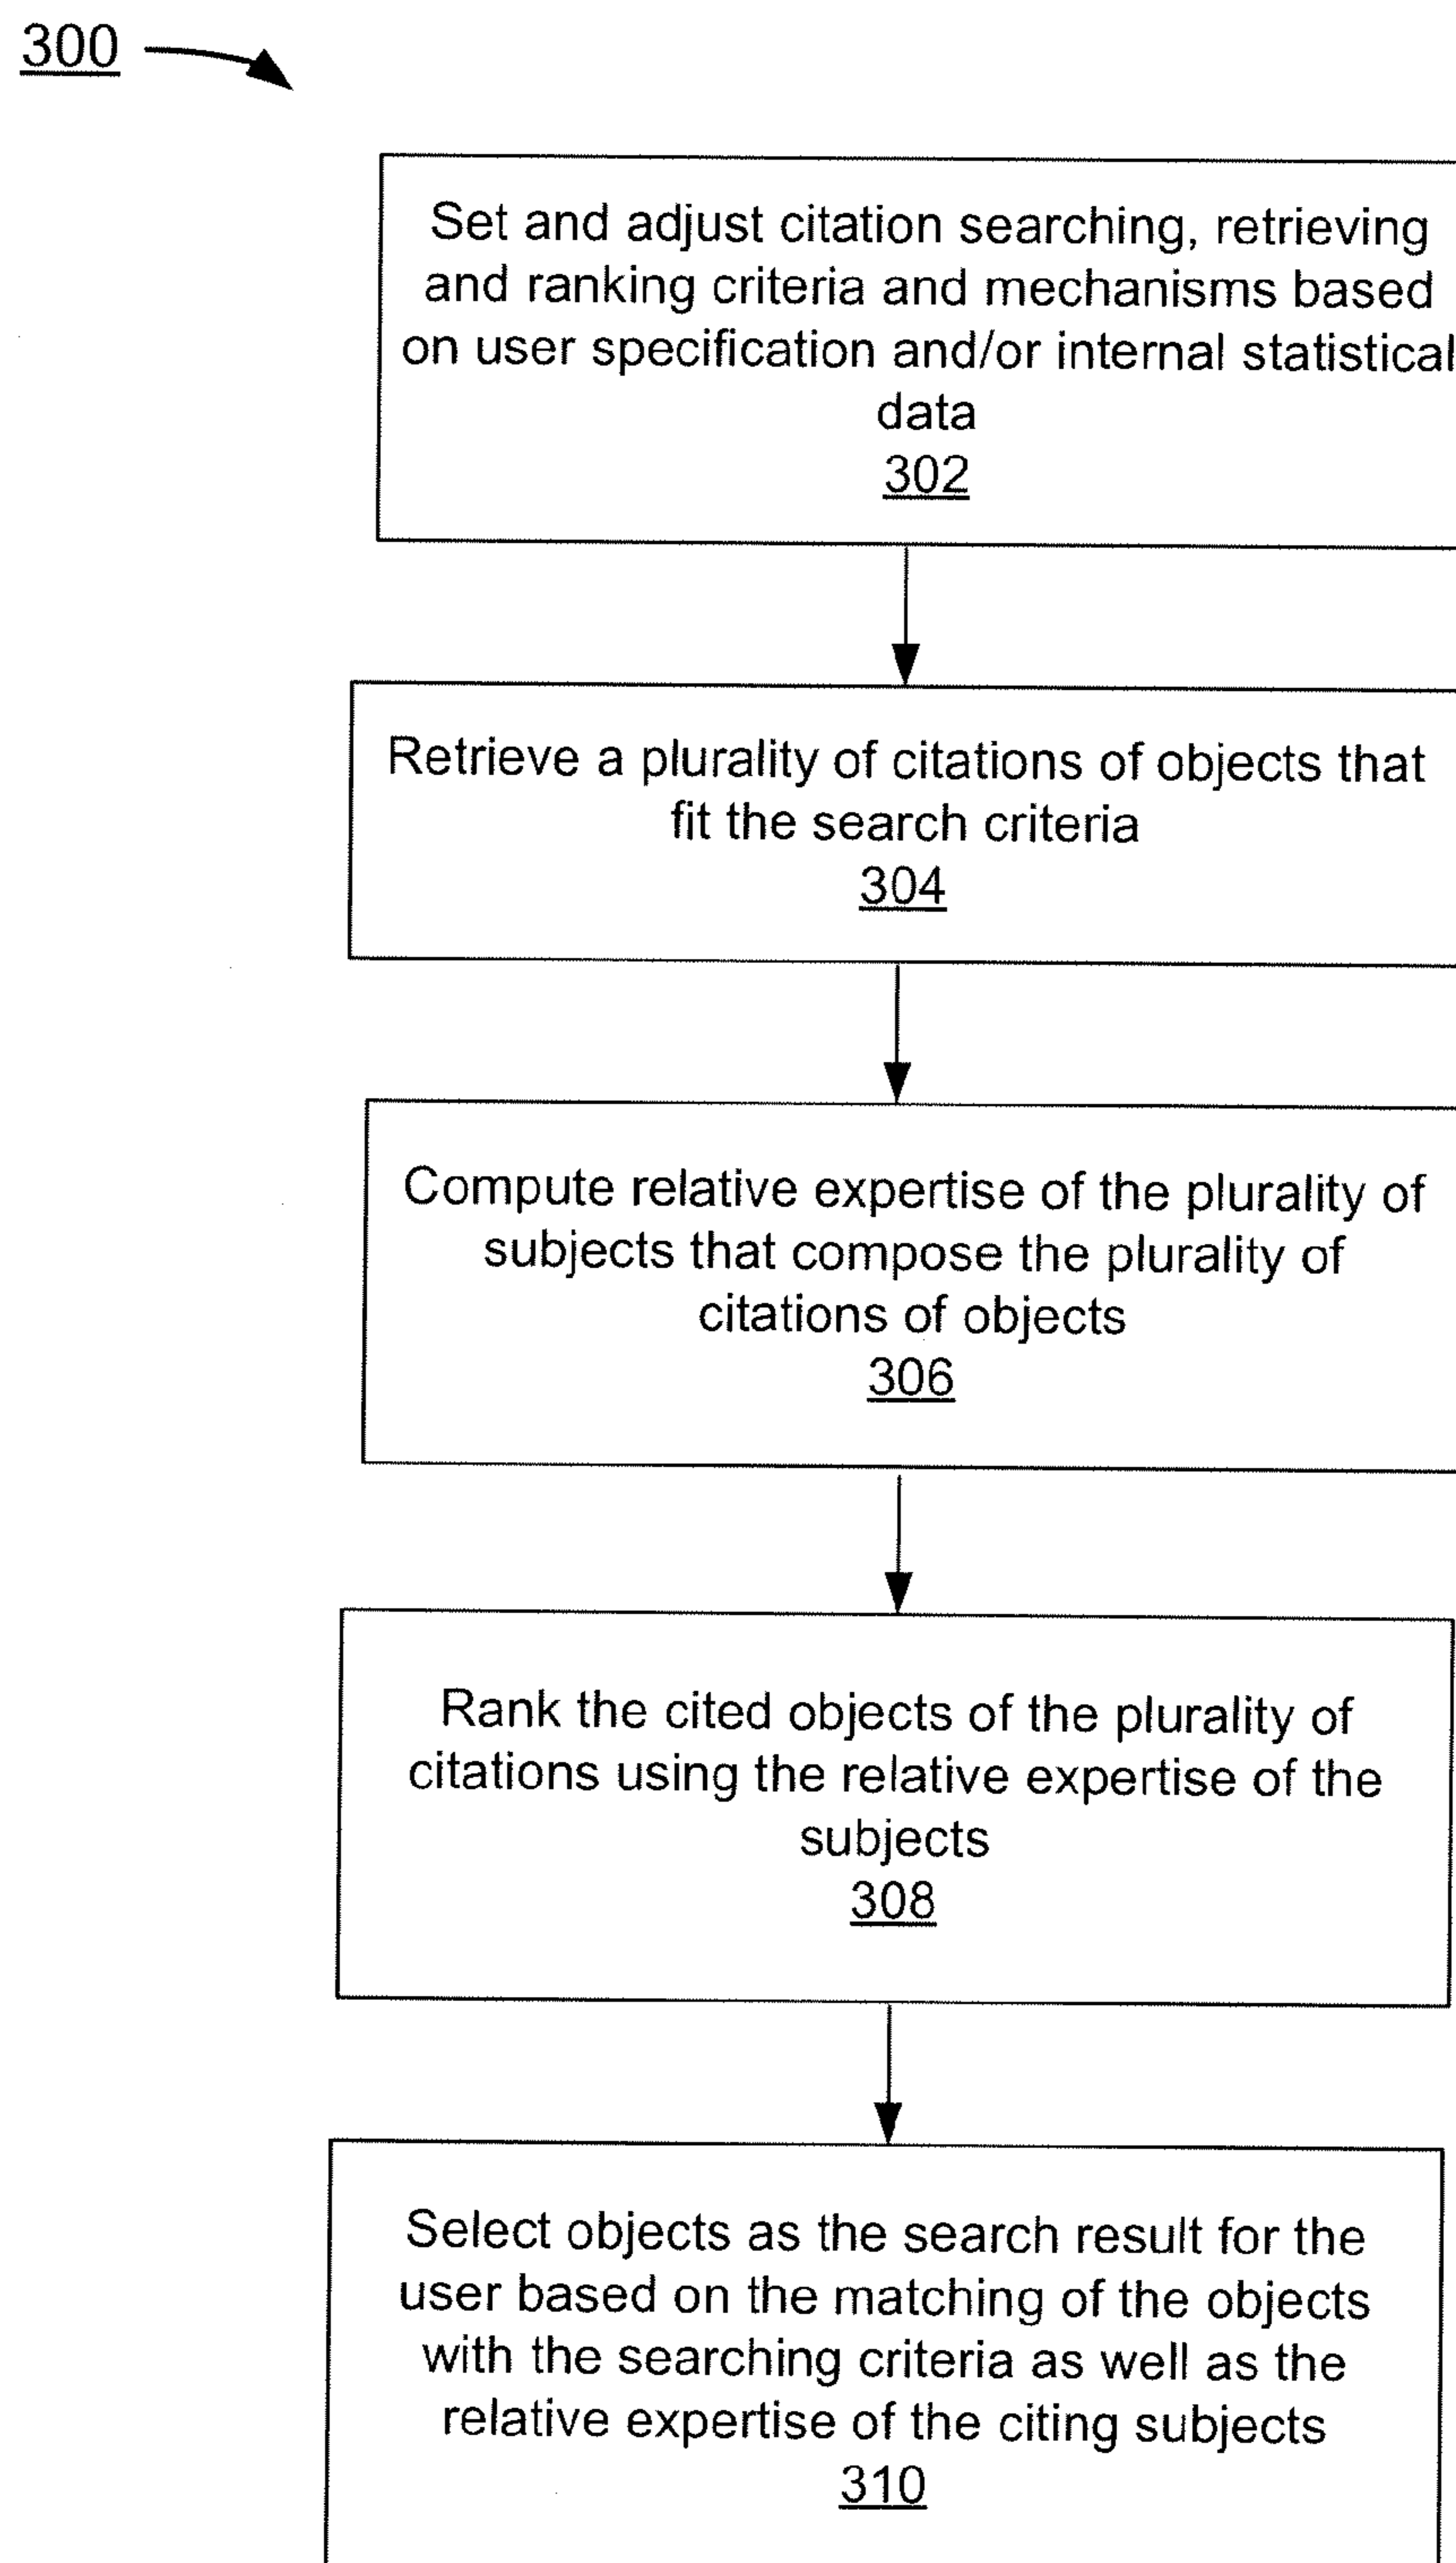 300
Set and adjust citation searching, retrieving
and ranking criteria and mechanisms based
on user specification and/or internal statistical
data
302
Retrieve a plurality of citations of objects that
fit the search criteria
304
Compute relative expertise of the plurality of
subjects that compose the plurality of
citations of objects
306
Rank the cited objects of the plurality of
citations using the relative expertise of the
subjects
308
Select objects as the search result for the
user based on the matching of the objects
with the searching criteria as well as the
relative expertise of the citing subjects
310